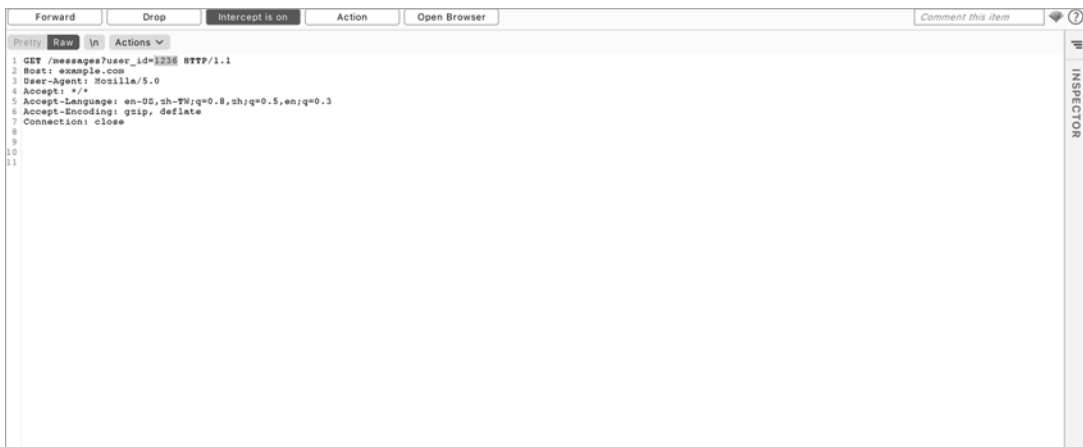 Forward Drop Intercept is on Action Open Browser Comment this item ?
Pretty Raw \n Actions
1 GET /messages?user_id=1236 HTTP/1.1
2 Host: example.com
3 User-Agent: Mozilla/5.0
4 Accept: */*
5 Accept-Language: en-US,zh-TW;q=0.8,zh;q=0.5,en;q=0.3
6 Accept-Encoding: gzip, deflate
7 Connection: close
8
9
10
11
INSPECTOR